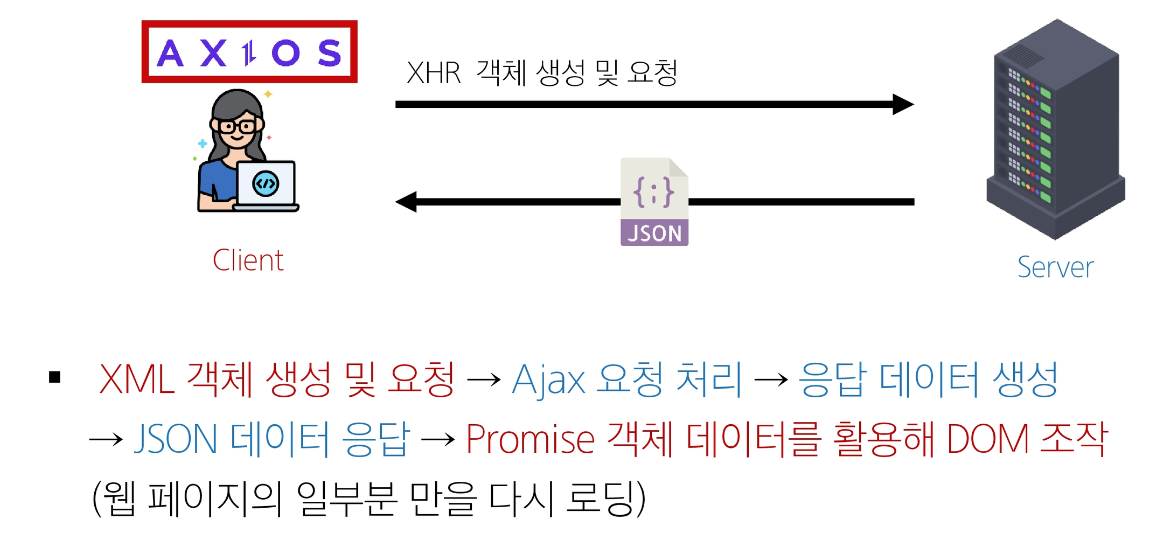 AXIOS
XHR 객체 생성 및 요청
</>
{;}
JSON
Client
Server
▪ XML 객체 생성 및 요청 → Ajax 요청 처리 → 응답 데이터 생성
→ JSON 데이터 응답 → Promise 객체 데이터를 활용해 DOM 조작
(웹 페이지의 일부분 만을 다시 로딩)